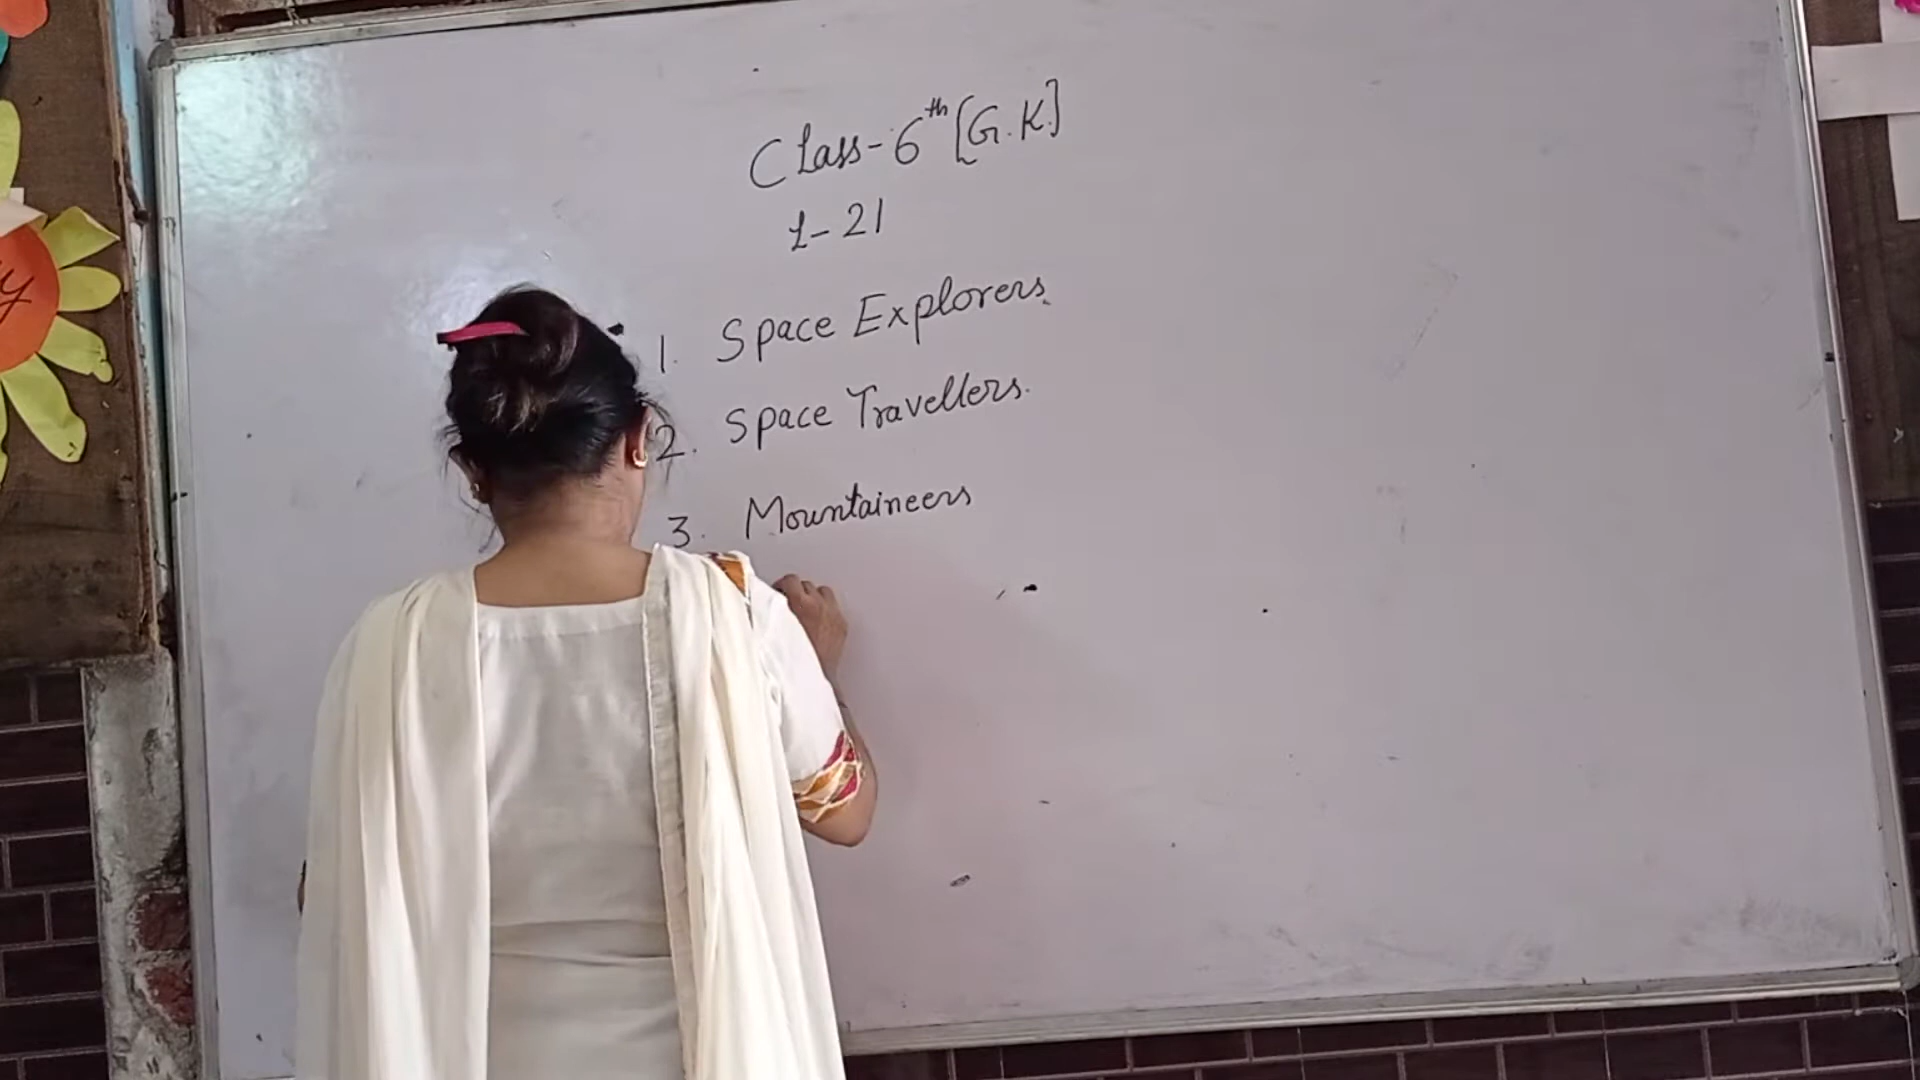 Class-6th [G.K]
L-21
1. Space Explorers
2. Space Travellers.
3. Mountaineers